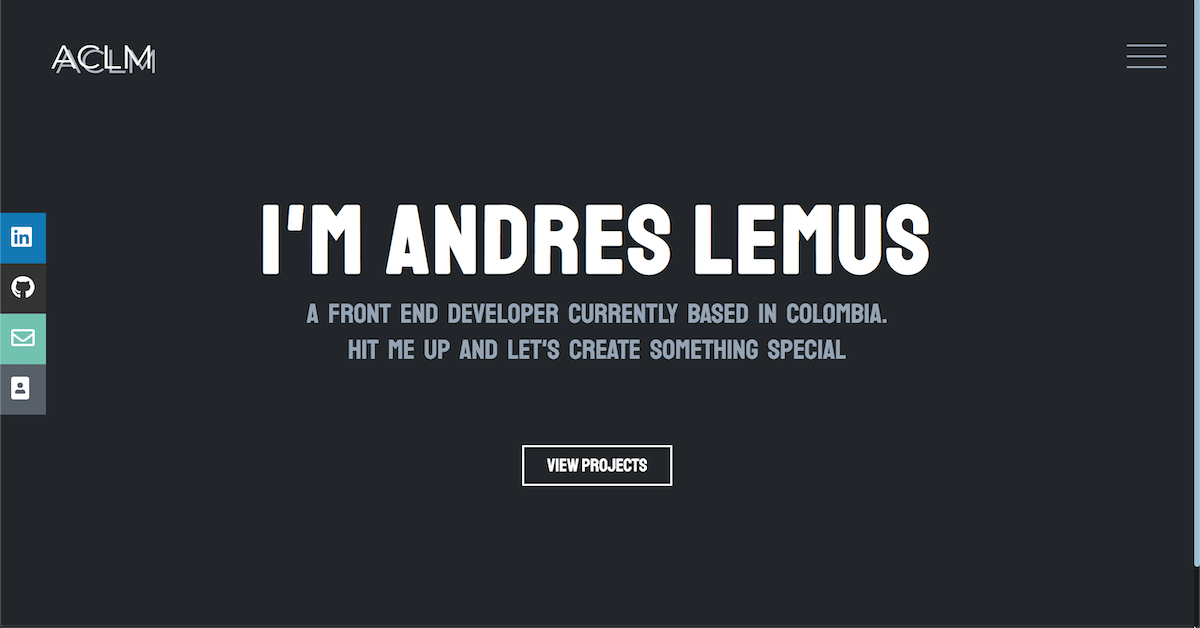 ACLM
I'M ANDRES LEMUS
A FRONT END DEVELOPER CURRENTLY BASED IN COLOMBIA.
HIT ME UP AND LET'S CREATE SOMETHING SPECIAL
VIEW PROJECTS